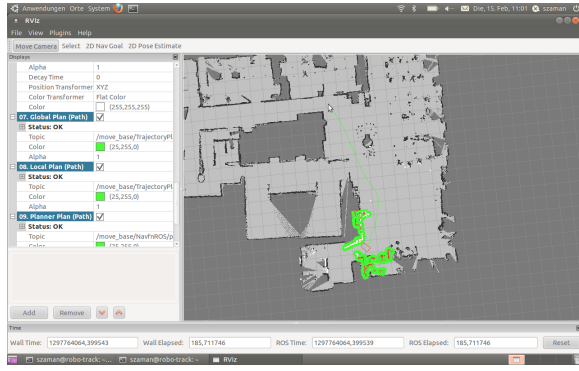 Anwendungen Orte System
Die, 15. Feb, 11:01 szaman
RViz
File View Plugins Help
Move Camera Select 2D Nav Goal 2D Pose Estimate
Displays
Alpha 1
Decay Time 0
Position Transformer XYZ
Color Transformer Flat Color
Color (255,255,255)
07. Global Plan (Path)
Status: OK
Topic /move_base/TrajectoryPl
Color (25,255,0)
Alpha 1
08. Local Plan (Path)
Status: OK
Topic /move_base/TrajectoryPl
Color (25,255,0)
Alpha 1
09. Planner Plan (Path)
Status: OK
Topic /move_base/NavfnROS/p
Color (25,255,0)
Add Remove
Time
Wall Time: 1297764064,399543 Wall Elapsed: 185,711746 ROS Time: 1297764064,399539 ROS Elapsed: 185,711746 Reset
szaman@robo-track: ~... szaman@robo-track: ~ RViz